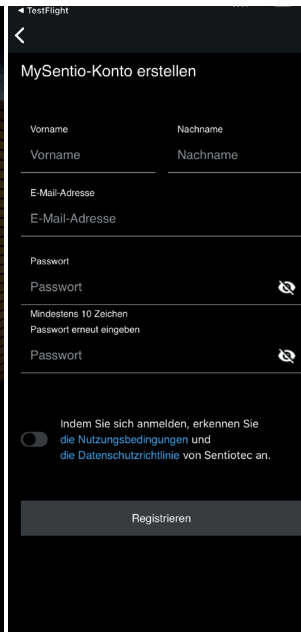 ◄ TestFlight
MySentio-Konto erstellen
Vorname Nachname
Vorname Nachname
E-Mail-Adresse
E-Mail-Adresse
Passwort
Passwort
Mindestens 10 Zeichen
Passwort erneut eingeben
Passwort
Indem Sie sich anmelden, erkennen Sie
die Nutzungsbedingungen und
die Datenschutzrichtlinie von Sentiotec an.
Registrieren